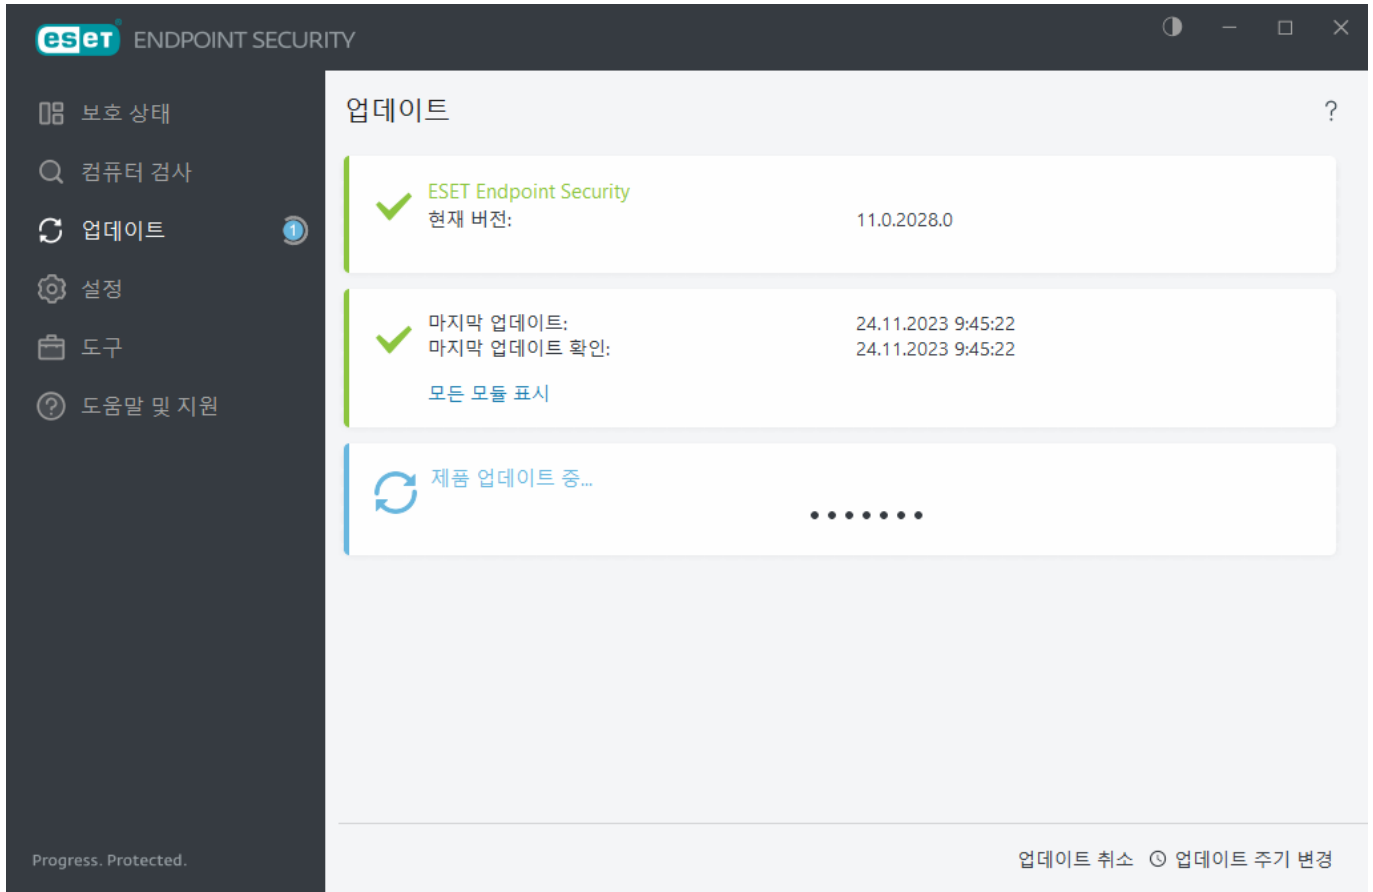 eset ENDPOINT SECURITY
보호 상태
컴퓨터 검사
업데이트 1
설정
도구
도움말 및 지원
Progress. Protected.
업데이트 ?
ESET Endpoint Security
현재 버전: 11.0.2028.0
마지막 업데이트: 24.11.2023 9:45:22
마지막 업데이트 확인: 24.11.2023 9:45:22
모든 모듈 표시
제품 업데이트 중...
업데이트 취소 업데이트 주기 변경